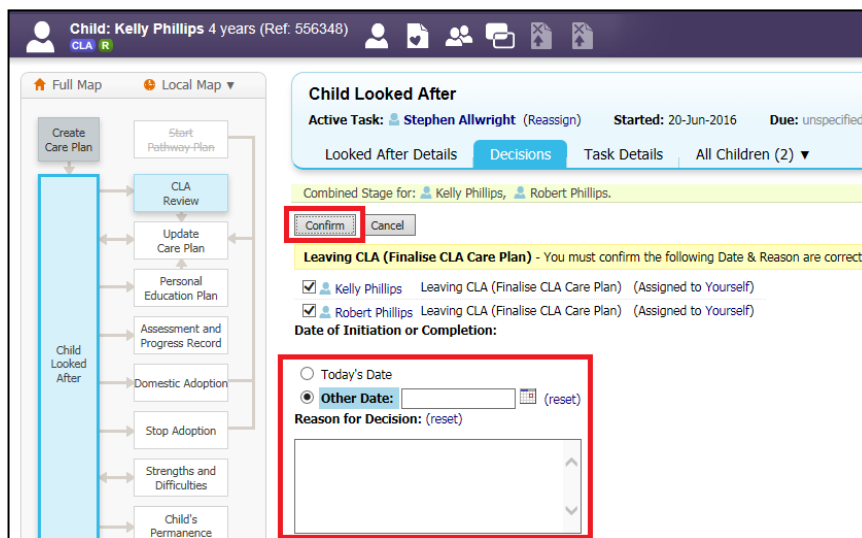 Child: Kelly Phillips 4 years (Ref: 556348)
CLA R
Full Map Local Map ▼
Create
Care Plan
Start
Pathway Plan
CLA
Review
Update
Care Plan
Personal
Education Plan
Assessment and
Progress Record
Child
Looked
After
Domestic Adoption
Stop Adoption
Strengths and
Difficulties
Child's
Permanence
Child Looked After
Active Task: Stephen Allwright (Reassign) Started: 20-Jun-2016 Due: unspecified
Looked After Details Decisions Task Details All Children (2) ▼
Combined Stage for: Kelly Phillips, Robert Phillips.
Confirm Cancel
Leaving CLA (Finalise CLA Care Plan) - You must confirm the following Date & Reason are correct
Kelly Phillips Leaving CLA (Finalise CLA Care Plan) (Assigned to Yourself)
Robert Phillips Leaving CLA (Finalise CLA Care Plan) (Assigned to Yourself)
Date of Initiation or Completion:
Today's Date
Other Date: (reset)
Reason for Decision: (reset)